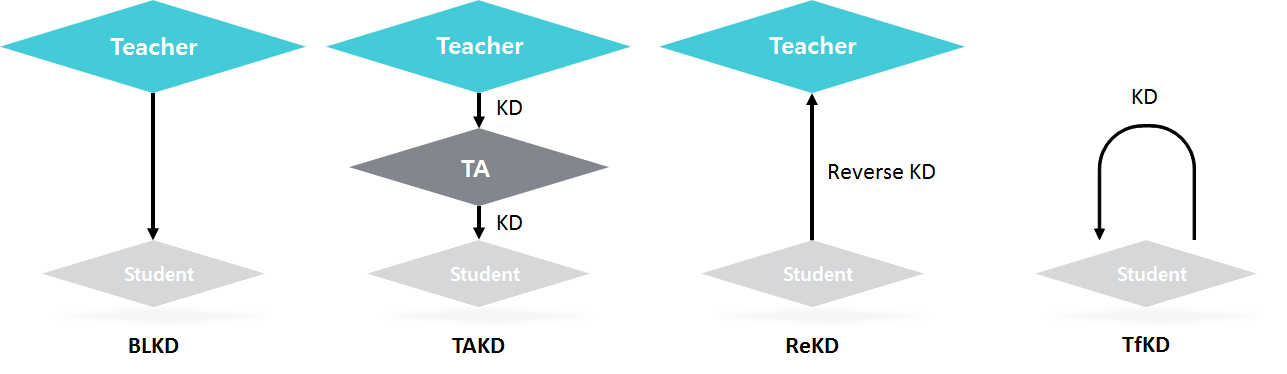 Teacher
Student
BLKD
Teacher
KD
TA
KD
Student
TAKD
Teacher
Reverse KD
Student
ReKD
KD
Student
TfKD